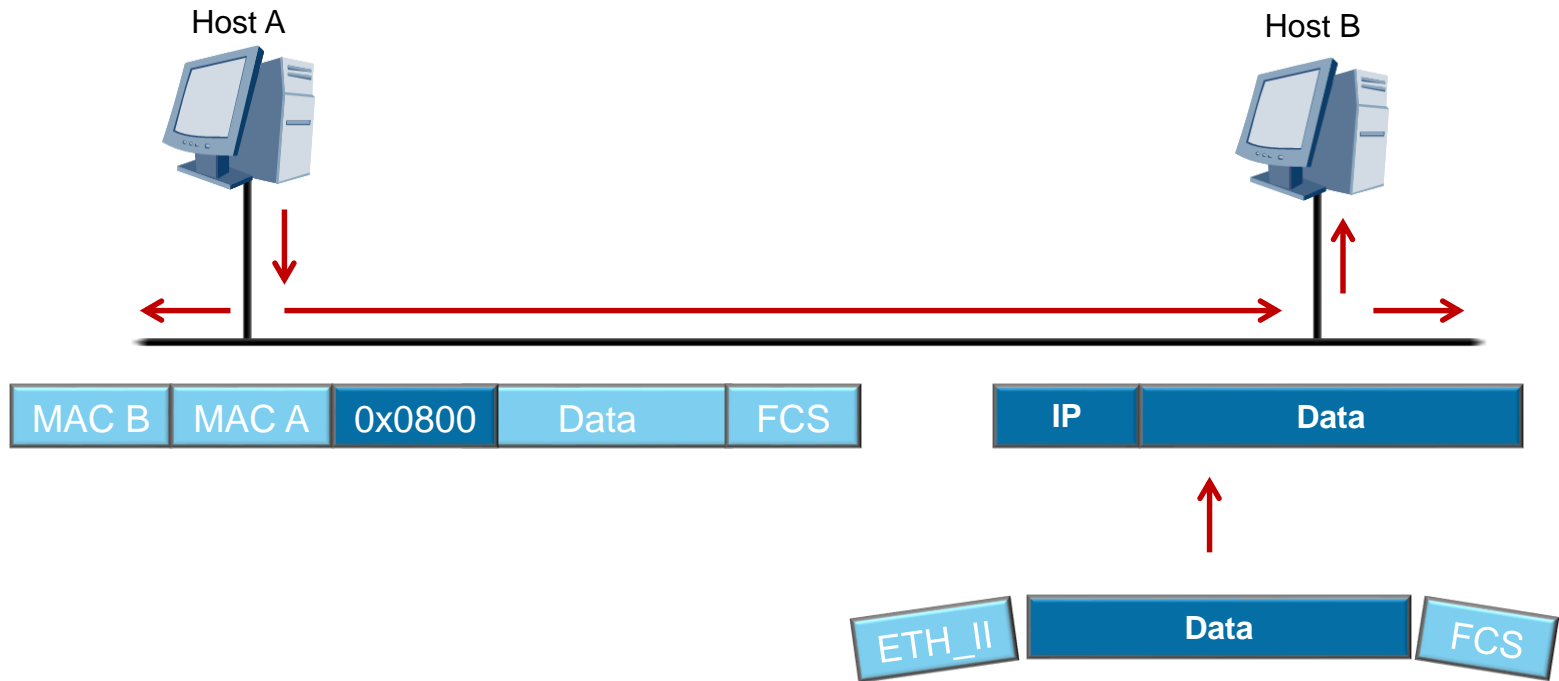 Host A
Host B
MAC B MAC A 0x0800 Data FCS
IP Data
ETH_II Data FCS